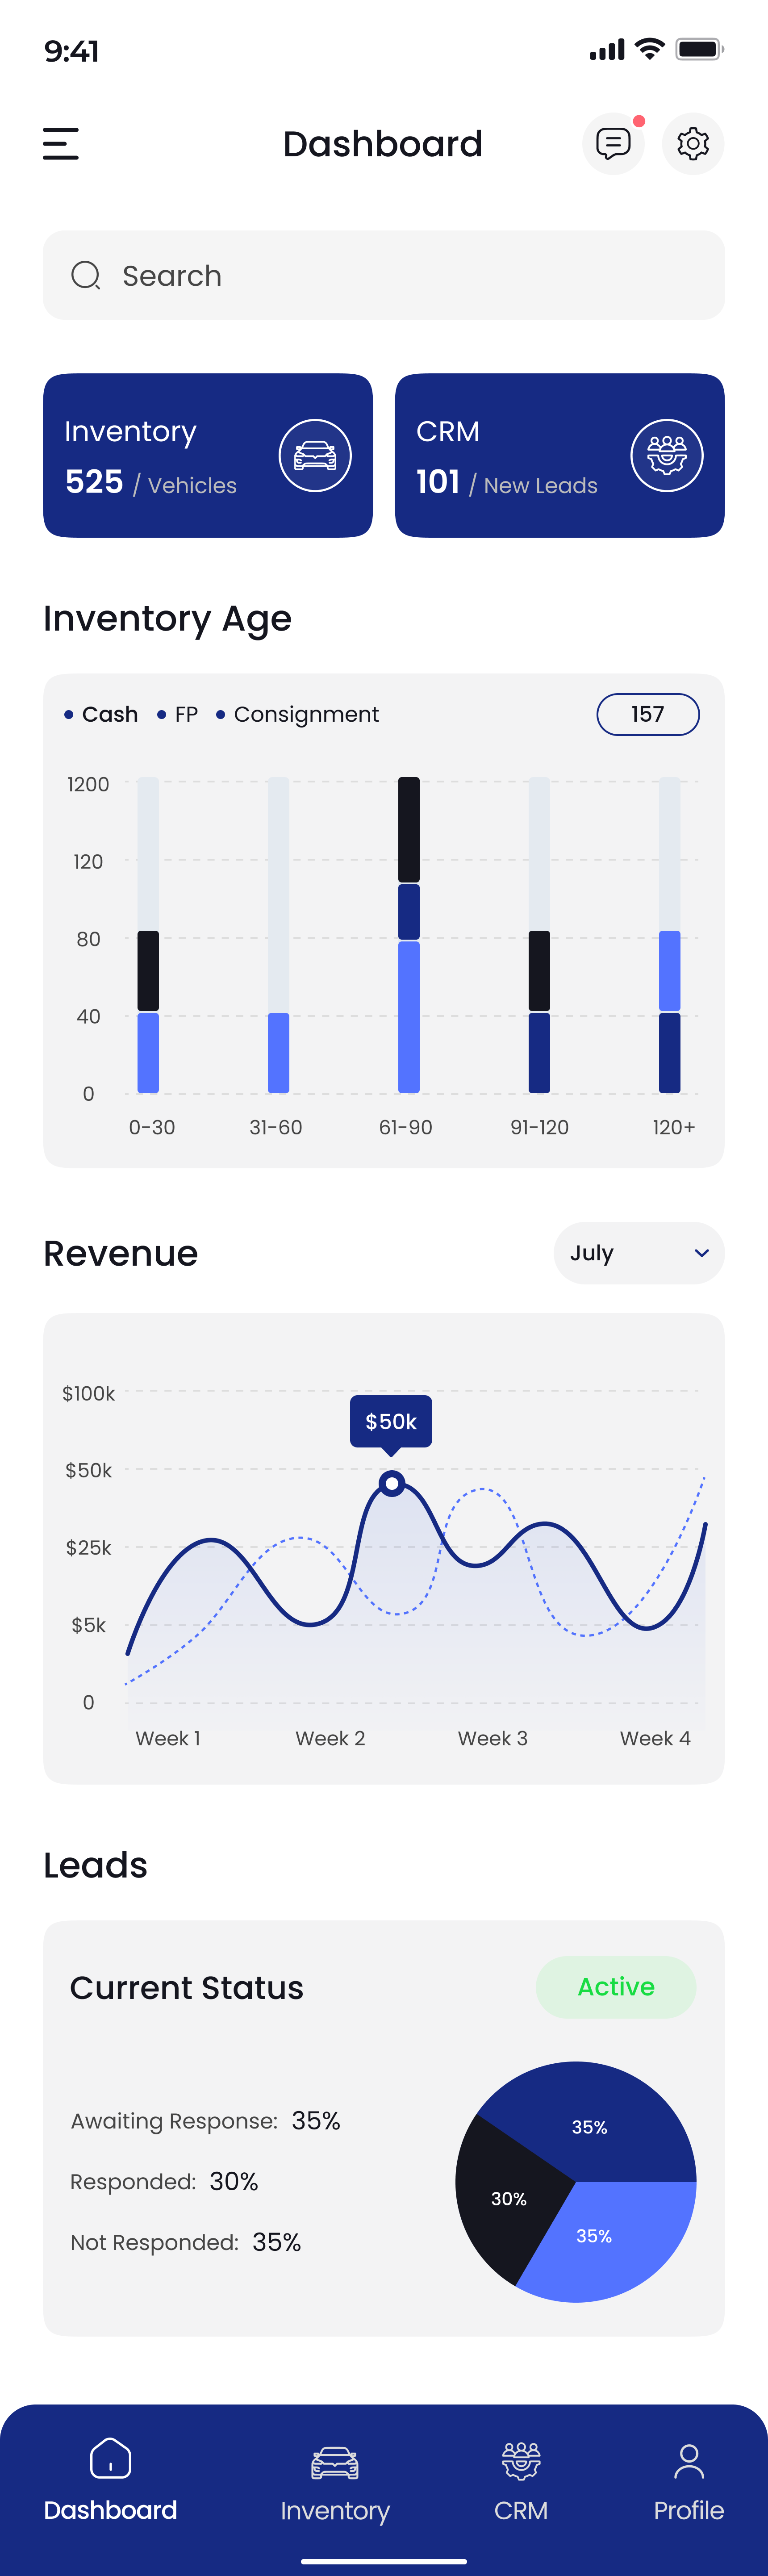 9:41
Dashboard
Search
Inventory
525 / Vehicles
CRM
101 / New Leads
Inventory Age
Cash FP Consignment 157
1200
120
80
40
0
0-30 31-60 61-90 91-120 120+
Revenue July
$100k
$50k
$50k
$25k
$5k
0
Week 1 Week 2 Week 3 Week 4
Leads
Current Status Active
Awaiting Response: 35%
Responded: 30%
Not Responded: 35%
35%
30%
35%
Dashboard Inventory CRM Profile